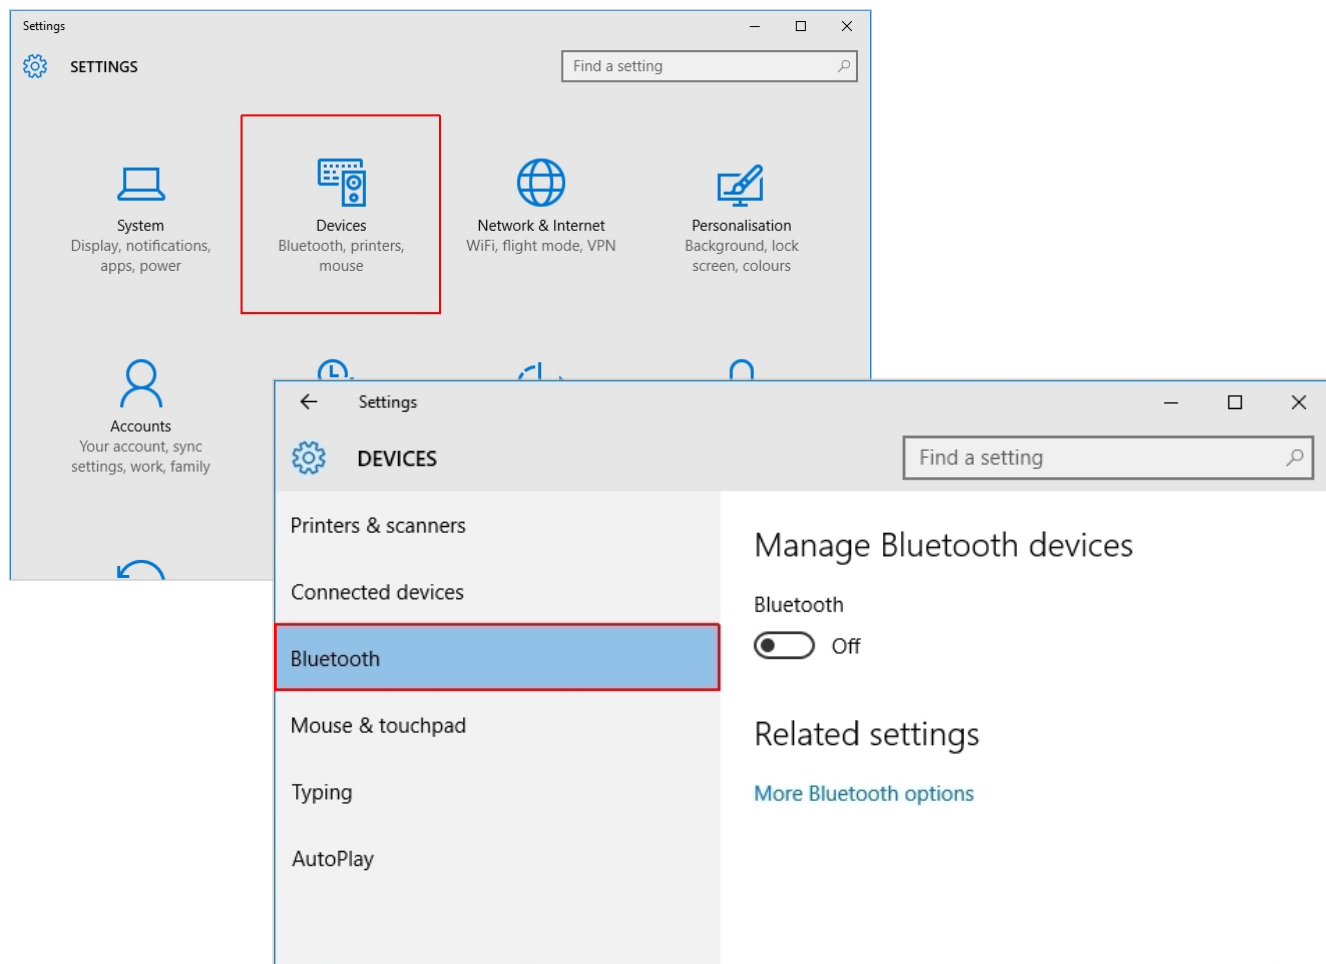 Settings
SETTINGS
Find a setting
System
Display, notifications,
apps, power
Devices
Bluetooth, printers,
mouse
Network & Internet
WiFi, flight mode, VPN
Personalisation
Background, lock
screen, colours
Accounts
Your account, sync
settings, work, family
Settings
DEVICES
Find a setting
Printers & scanners
Connected devices
Bluetooth
Mouse & touchpad
Typing
AutoPlay
Manage Bluetooth devices
Bluetooth
Off
Related settings
More Bluetooth options